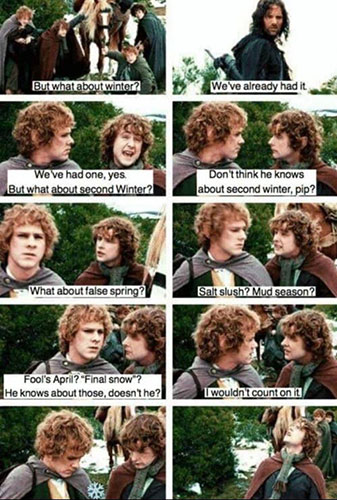 But what about winter?
We've already had it.
We've had one, yes.
But what about second Winter?
Don't think he knows
about second winter, pip?
What about false spring?
Salt slush? Mud season?
Fool's April? "Final snow"?
He knows about those, doesn't he?
I wouldn't count on it.